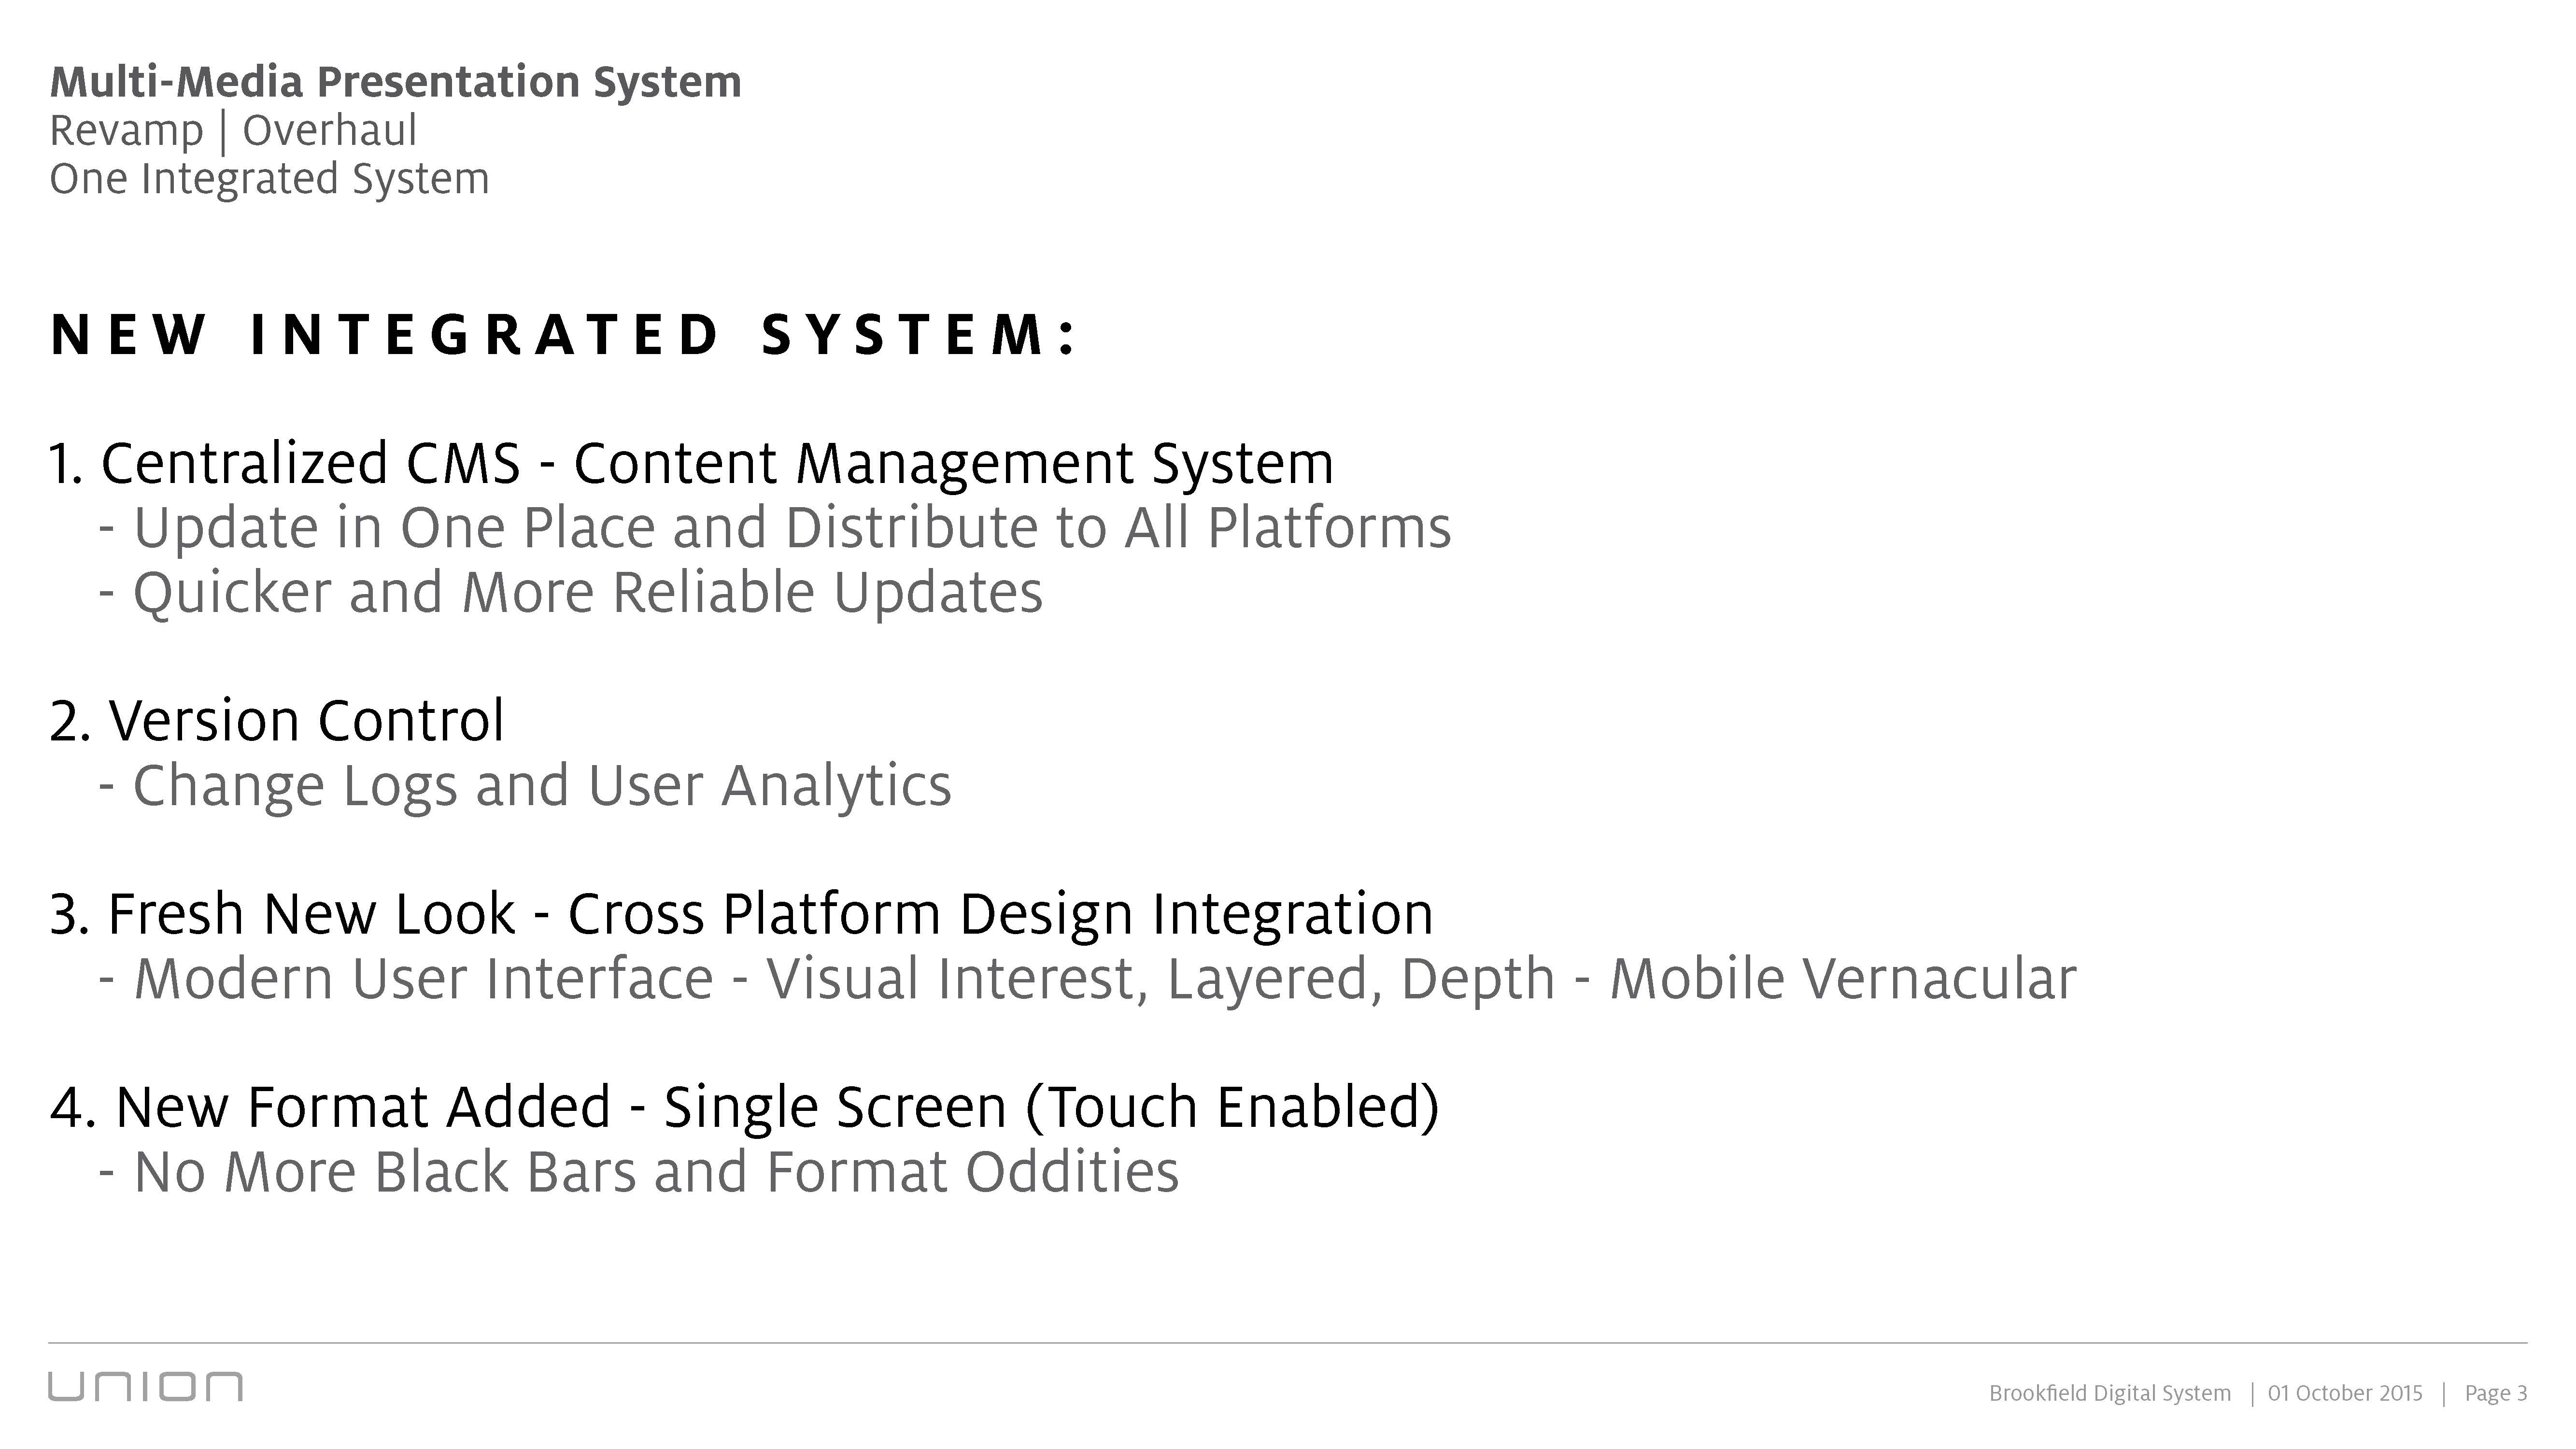 Multi-Media Presentation System
Revamp | Overhaul
One Integrated System
NEW INTEGRATED SYSTEM:
1. Centralized CMS - Content Management System
- Update in One Place and Distribute to All Platforms
- Quicker and More Reliable Updates
2. Version Control
- Change Logs and User Analytics
3. Fresh New Look - Cross Platform Design Integration
- Modern User Interface - Visual Interest, Layered, Depth - Mobile Vernacular
4. New Format Added - Single Screen (Touch Enabled)
- No More Black Bars and Format Oddities
UNION
Brookfield Digital System | 01 October 2015 | Page 3